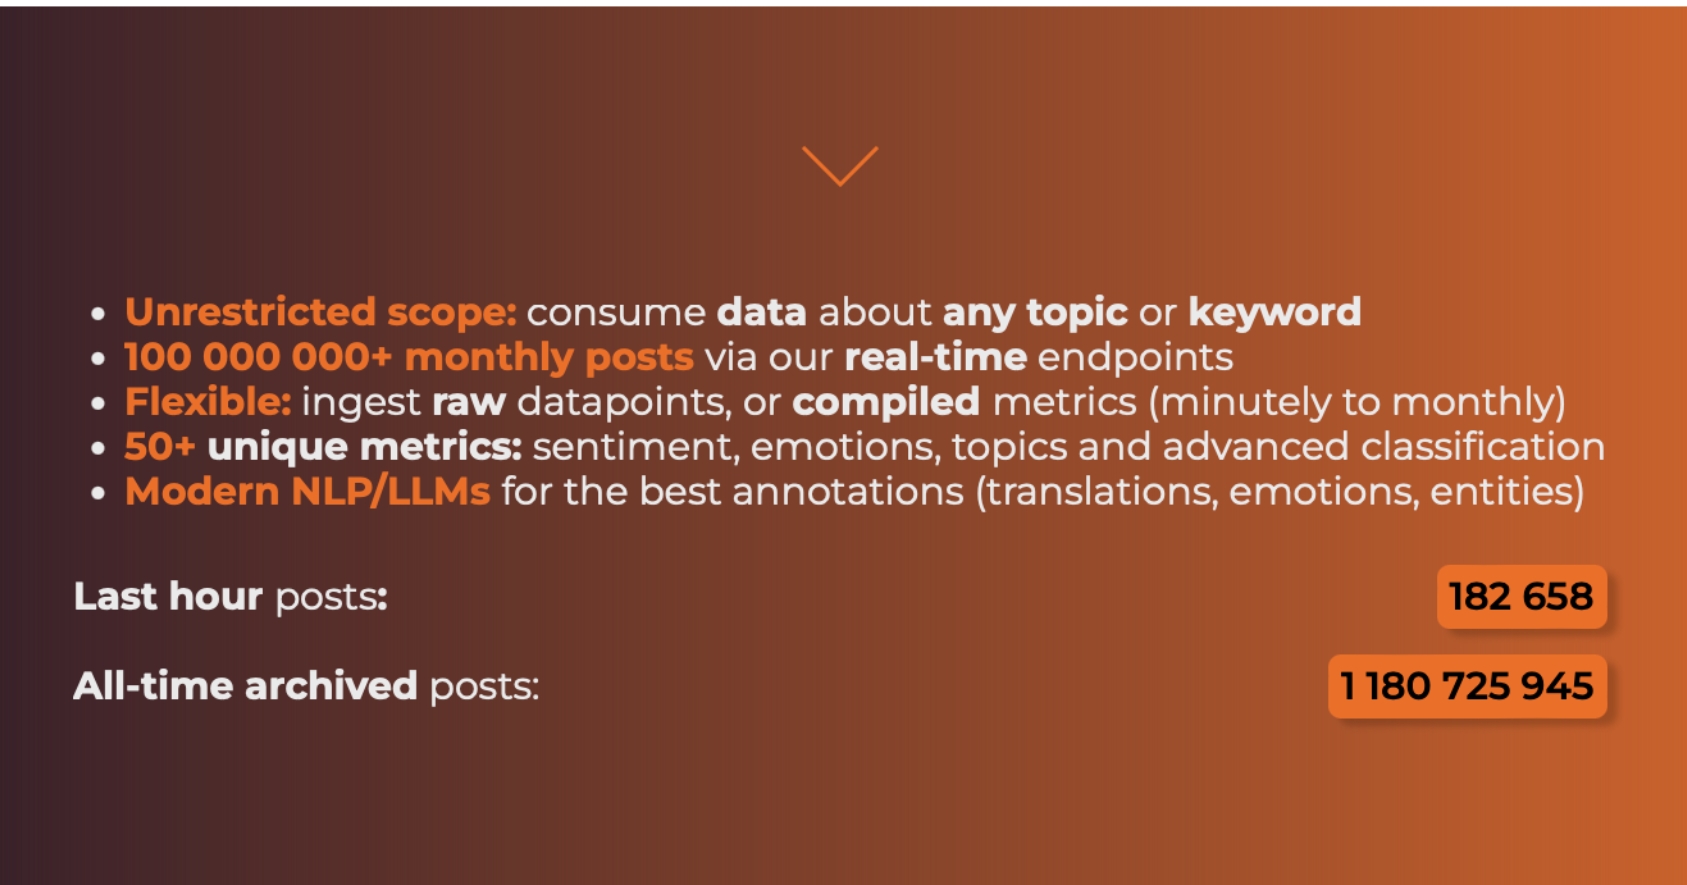 Unrestricted scope: consume data about any topic or keyword
100 000 000+ monthly posts via our real-time endpoints
Flexible: ingest raw datapoints, or compiled metrics (minutely to monthly)
50+ unique metrics: sentiment, emotions, topics and advanced classification
Modern NLP/LLMs for the best annotations (translations, emotions, entities)
Last hour posts: 182 658
All-time archived posts: 1 180 725 945